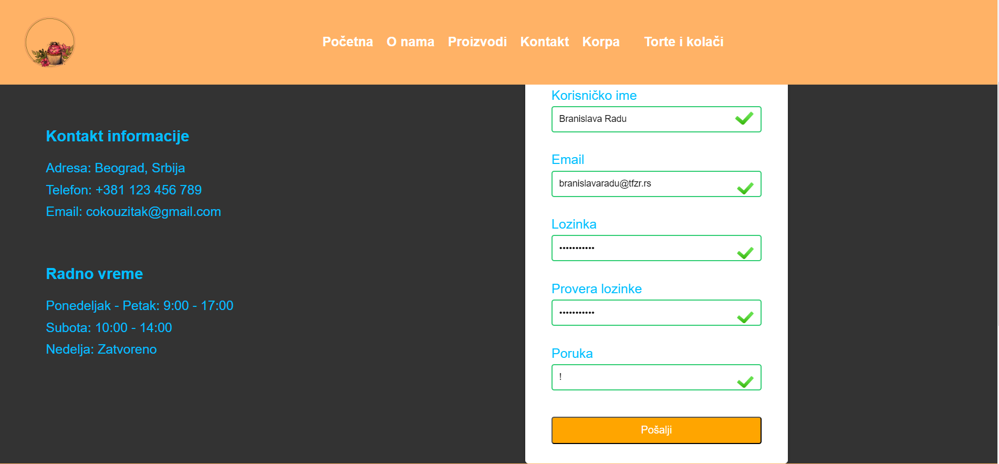 Početna O nama Proizvodi Kontakt Korpa Torte i kolači
Kontakt informacije
Adresa: Beograd, Srbija
Telefon: +381 123 456 789
Email: cokouzitak@gmail.com
Radno vreme
Ponedeljak - Petak: 9:00 - 17:00
Subota: 10:00 - 14:00
Nedelja: Zatvoreno
Korisničko ime
Branislava Radu
Email
branislavaradu@tfzr.rs
Lozinka
•••••••••••
Provera lozinke
•••••••••••
Poruka
!
Pošalji